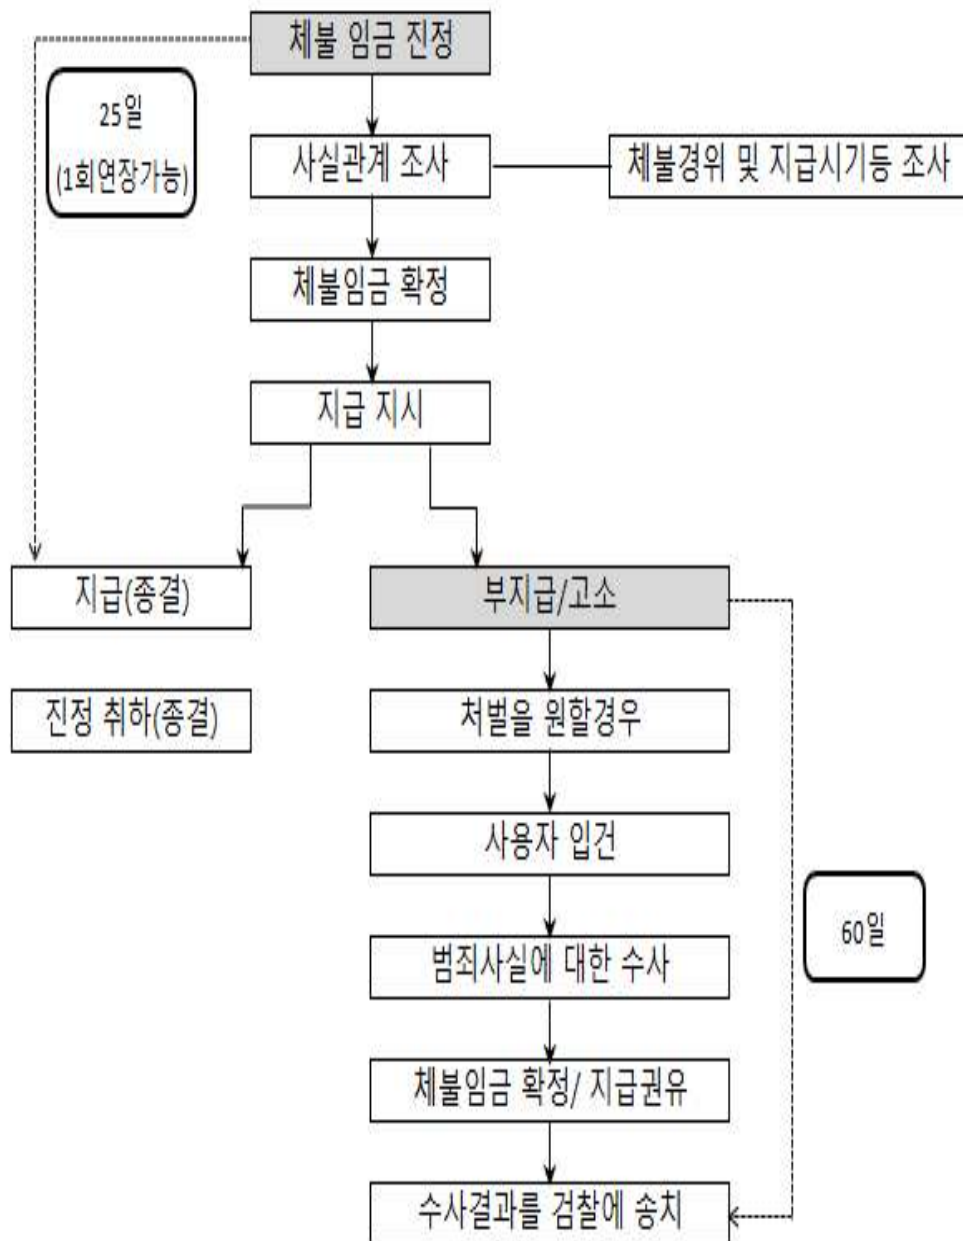 체불 임금 진정
25일
(1회연장가능)
사실관계 조사
체불경위 및 지급시기등 조사
체불임금 확정
지급 지시
지급(종결)
부지급/고소
진정 취하(종결)
처벌을 원할경우
사용자 입건
60일
범죄사실에 대한 수사
체불임금 확정/ 지급권유
수사결과를 검찰에 송치